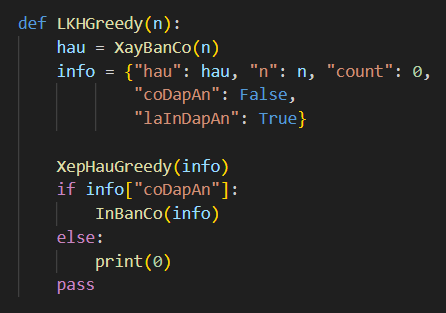 def LKHGreedy(n):
    hau = XayBanCo(n)
    info = {"hau": hau, "n": n, "count": 0,
            "coDapAn": False,
            "laInDapAn": True}

    XepHauGreedy(info)
    if info["coDapAn"]:
        InBanCo(info)
    else:
        print(0)
    pass